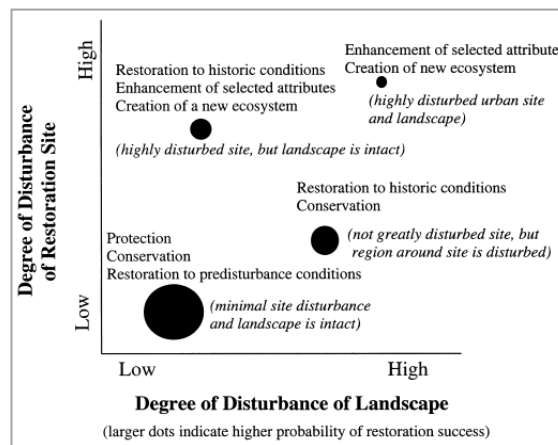 High
Low
Degree of Disturbance
of Restoration Site
Restoration to historic conditions
Enhancement of selected attributes
Creation of a new ecosystem
(highly disturbed site, but landscape is intact)
Enhancement of selected attribute
Creation of new ecosystem
(highly disturbed urban site
and landscape)
Restoration to historic conditions
Conservation
(not greatly disturbed site, but
region around site is disturbed)
Protection
Conservation
Restoration to predisturbance conditions
(minimal site disturbance
and landscape is intact)
Low
High
Degree of Disturbance of Landscape
(larger dots indicate higher probability of restoration success)